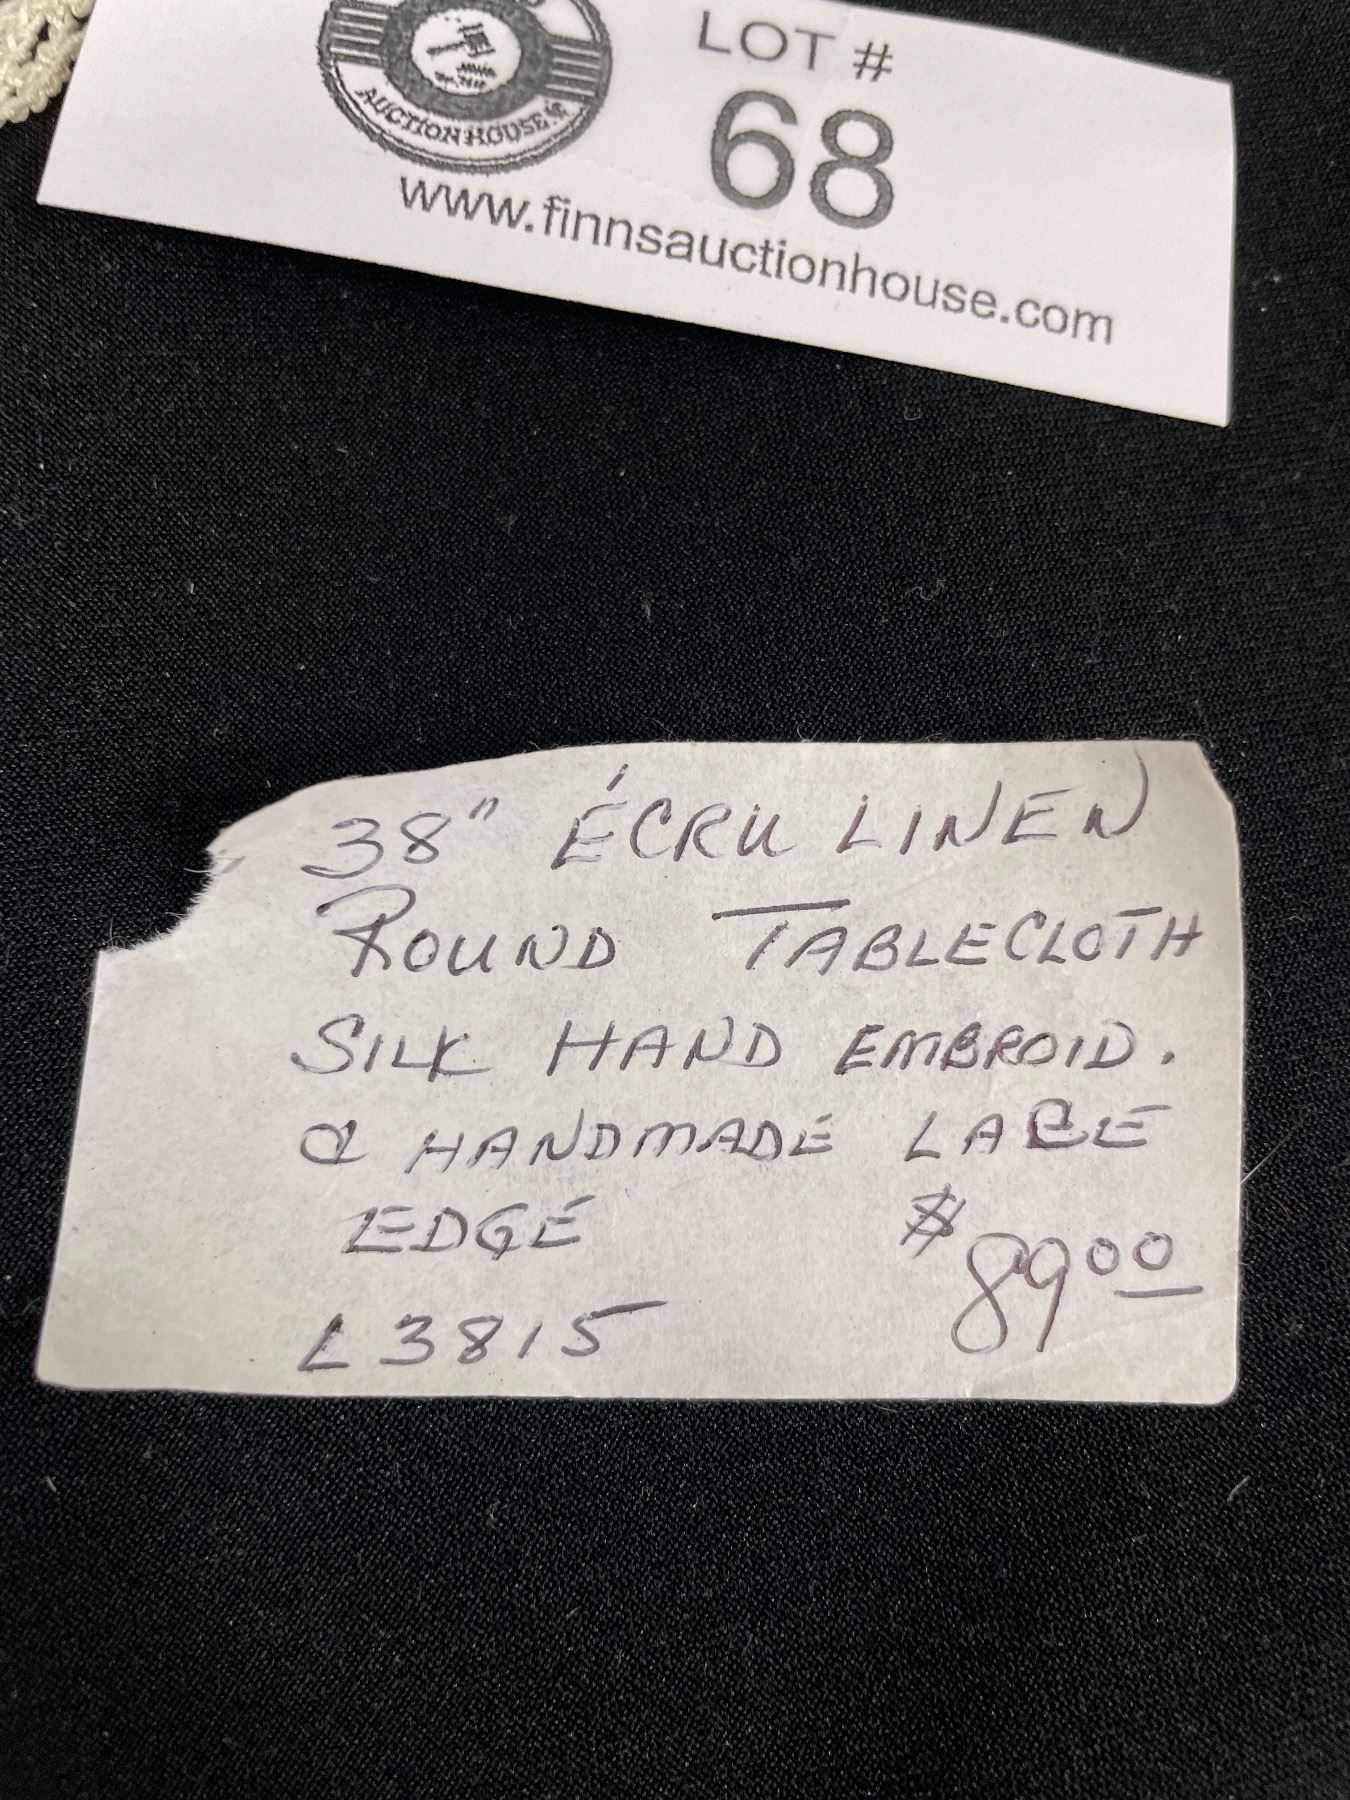 LOT #
68
AUCTION HOUSE
www.finnsauctionhouse.com
38" ÉCRU LINEN
ROUND TABLECLOTH
SILK HAND EMBROID.
& HANDMADE LACE
EDGE $89.00
L3815